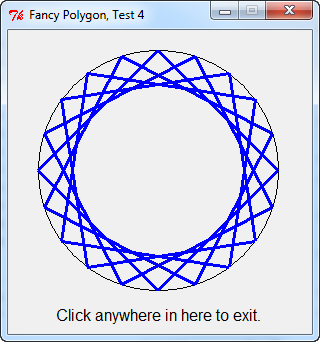 Fancy Polygon, Test 4
Click anywhere in here to exit.